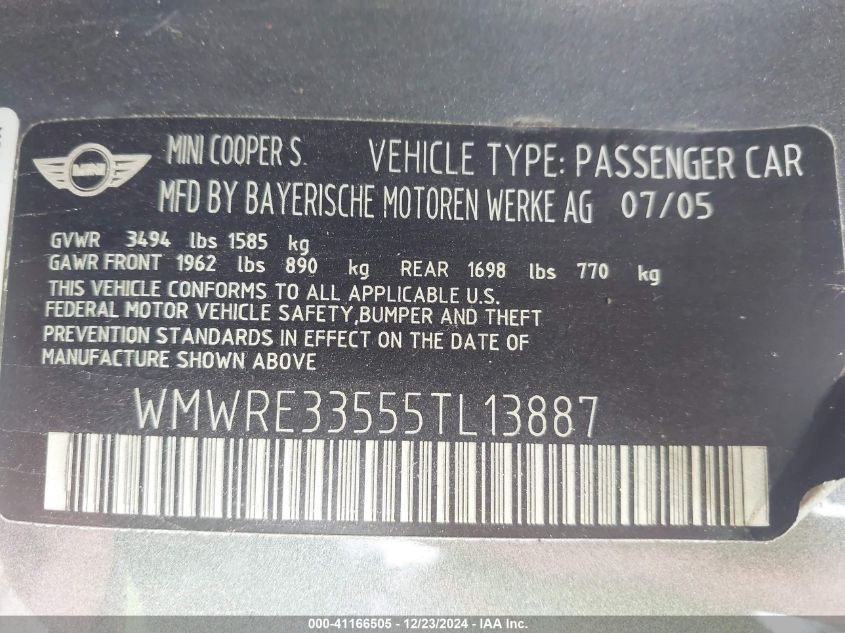 MINI
MINI COOPER S. VEHICLE TYPE: PASSENGER CAR
MFD BY BAYERISCHE MOTOREN WERKE AG 07/05
GVWR 3494 lbs 1585 kg
GAWR FRONT 1962 lbs 890 kg REAR 1698 lbs 770 kg
THIS VEHICLE CONFORMS TO ALL APPLICABLE U.S.
FEDERAL MOTOR VEHICLE SAFETY,BUMPER AND THEFT
PREVENTION STANDARDS IN EFFECT ON THE DATE OF
MANUFACTURE SHOWN ABOVE
WMWRE33555TL13887
000-41166505 - 12/23/2024 - IAA, Inc.